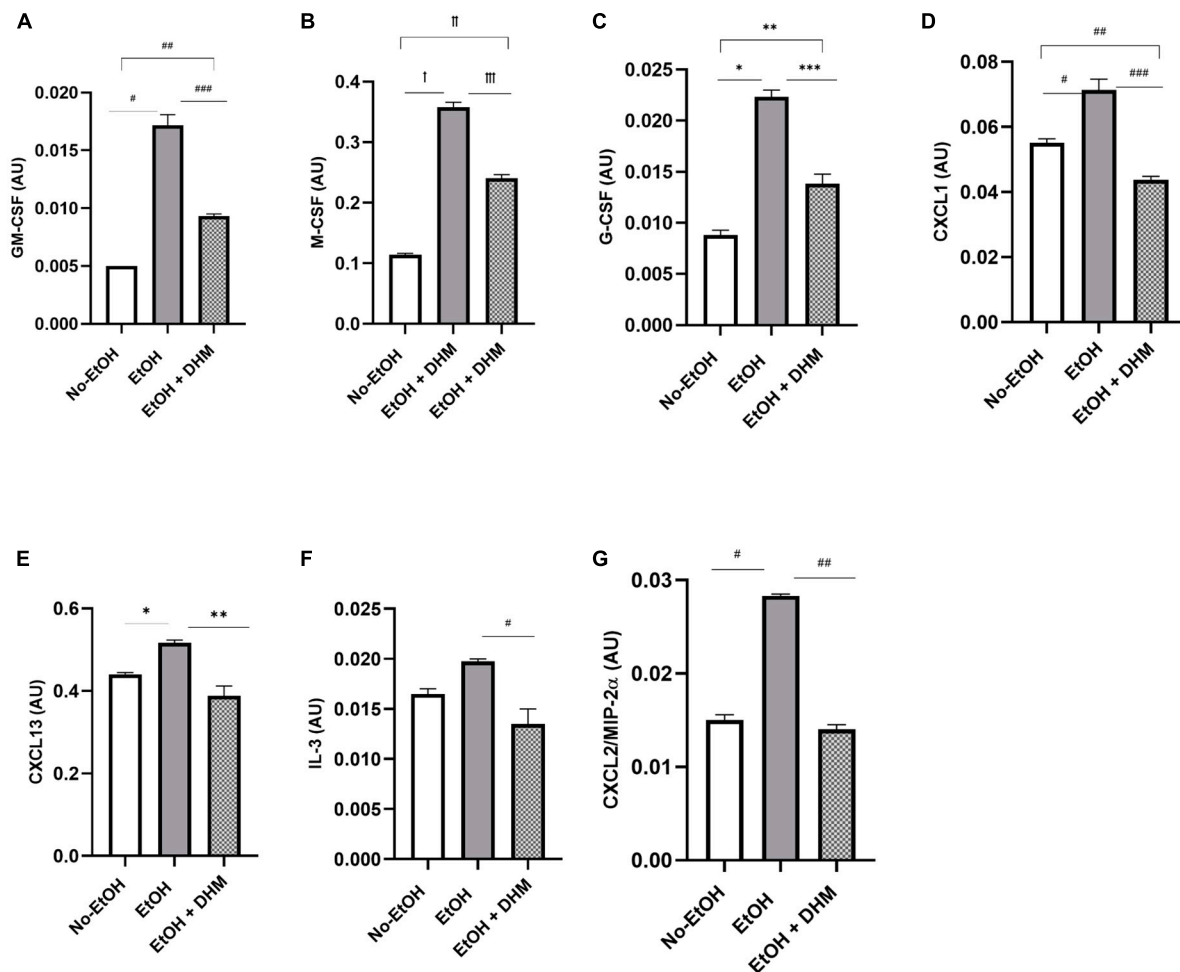 A
##
#
###
0.020
0.015
0.010
0.005
0.000
GM-CSF (AU)
No-EtOH
EtOH
EtOH + DHM
B
††
†
†††
0.4
0.3
0.2
0.1
0.0
M-CSF (AU)
No-EtOH
EtOH + DHM
EtOH + DHM
C
**
*
***
0.025
0.020
0.015
0.010
0.005
0.000
G-CSF (AU)
No-EtOH
EtOH
EtOH + DHM
D
##
#
###
0.08
0.06
0.04
0.02
0.00
CXCL1 (AU)
No-EtOH
EtOH
EtOH + DHM
E
*
**
0.6
0.4
0.2
0.0
CXCL13 (AU)
No-EtOH
EtOH
EtOH + DHM
F
#
0.025
0.020
0.015
0.010
0.005
0.000
IL-3 (AU)
No-EtOH
EtOH
EtOH + DHM
G
#
##
0.03
0.02
0.01
0.00
CXCL2/MIP-2α (AU)
No-EtOH
EtOH
EtOH + DHM